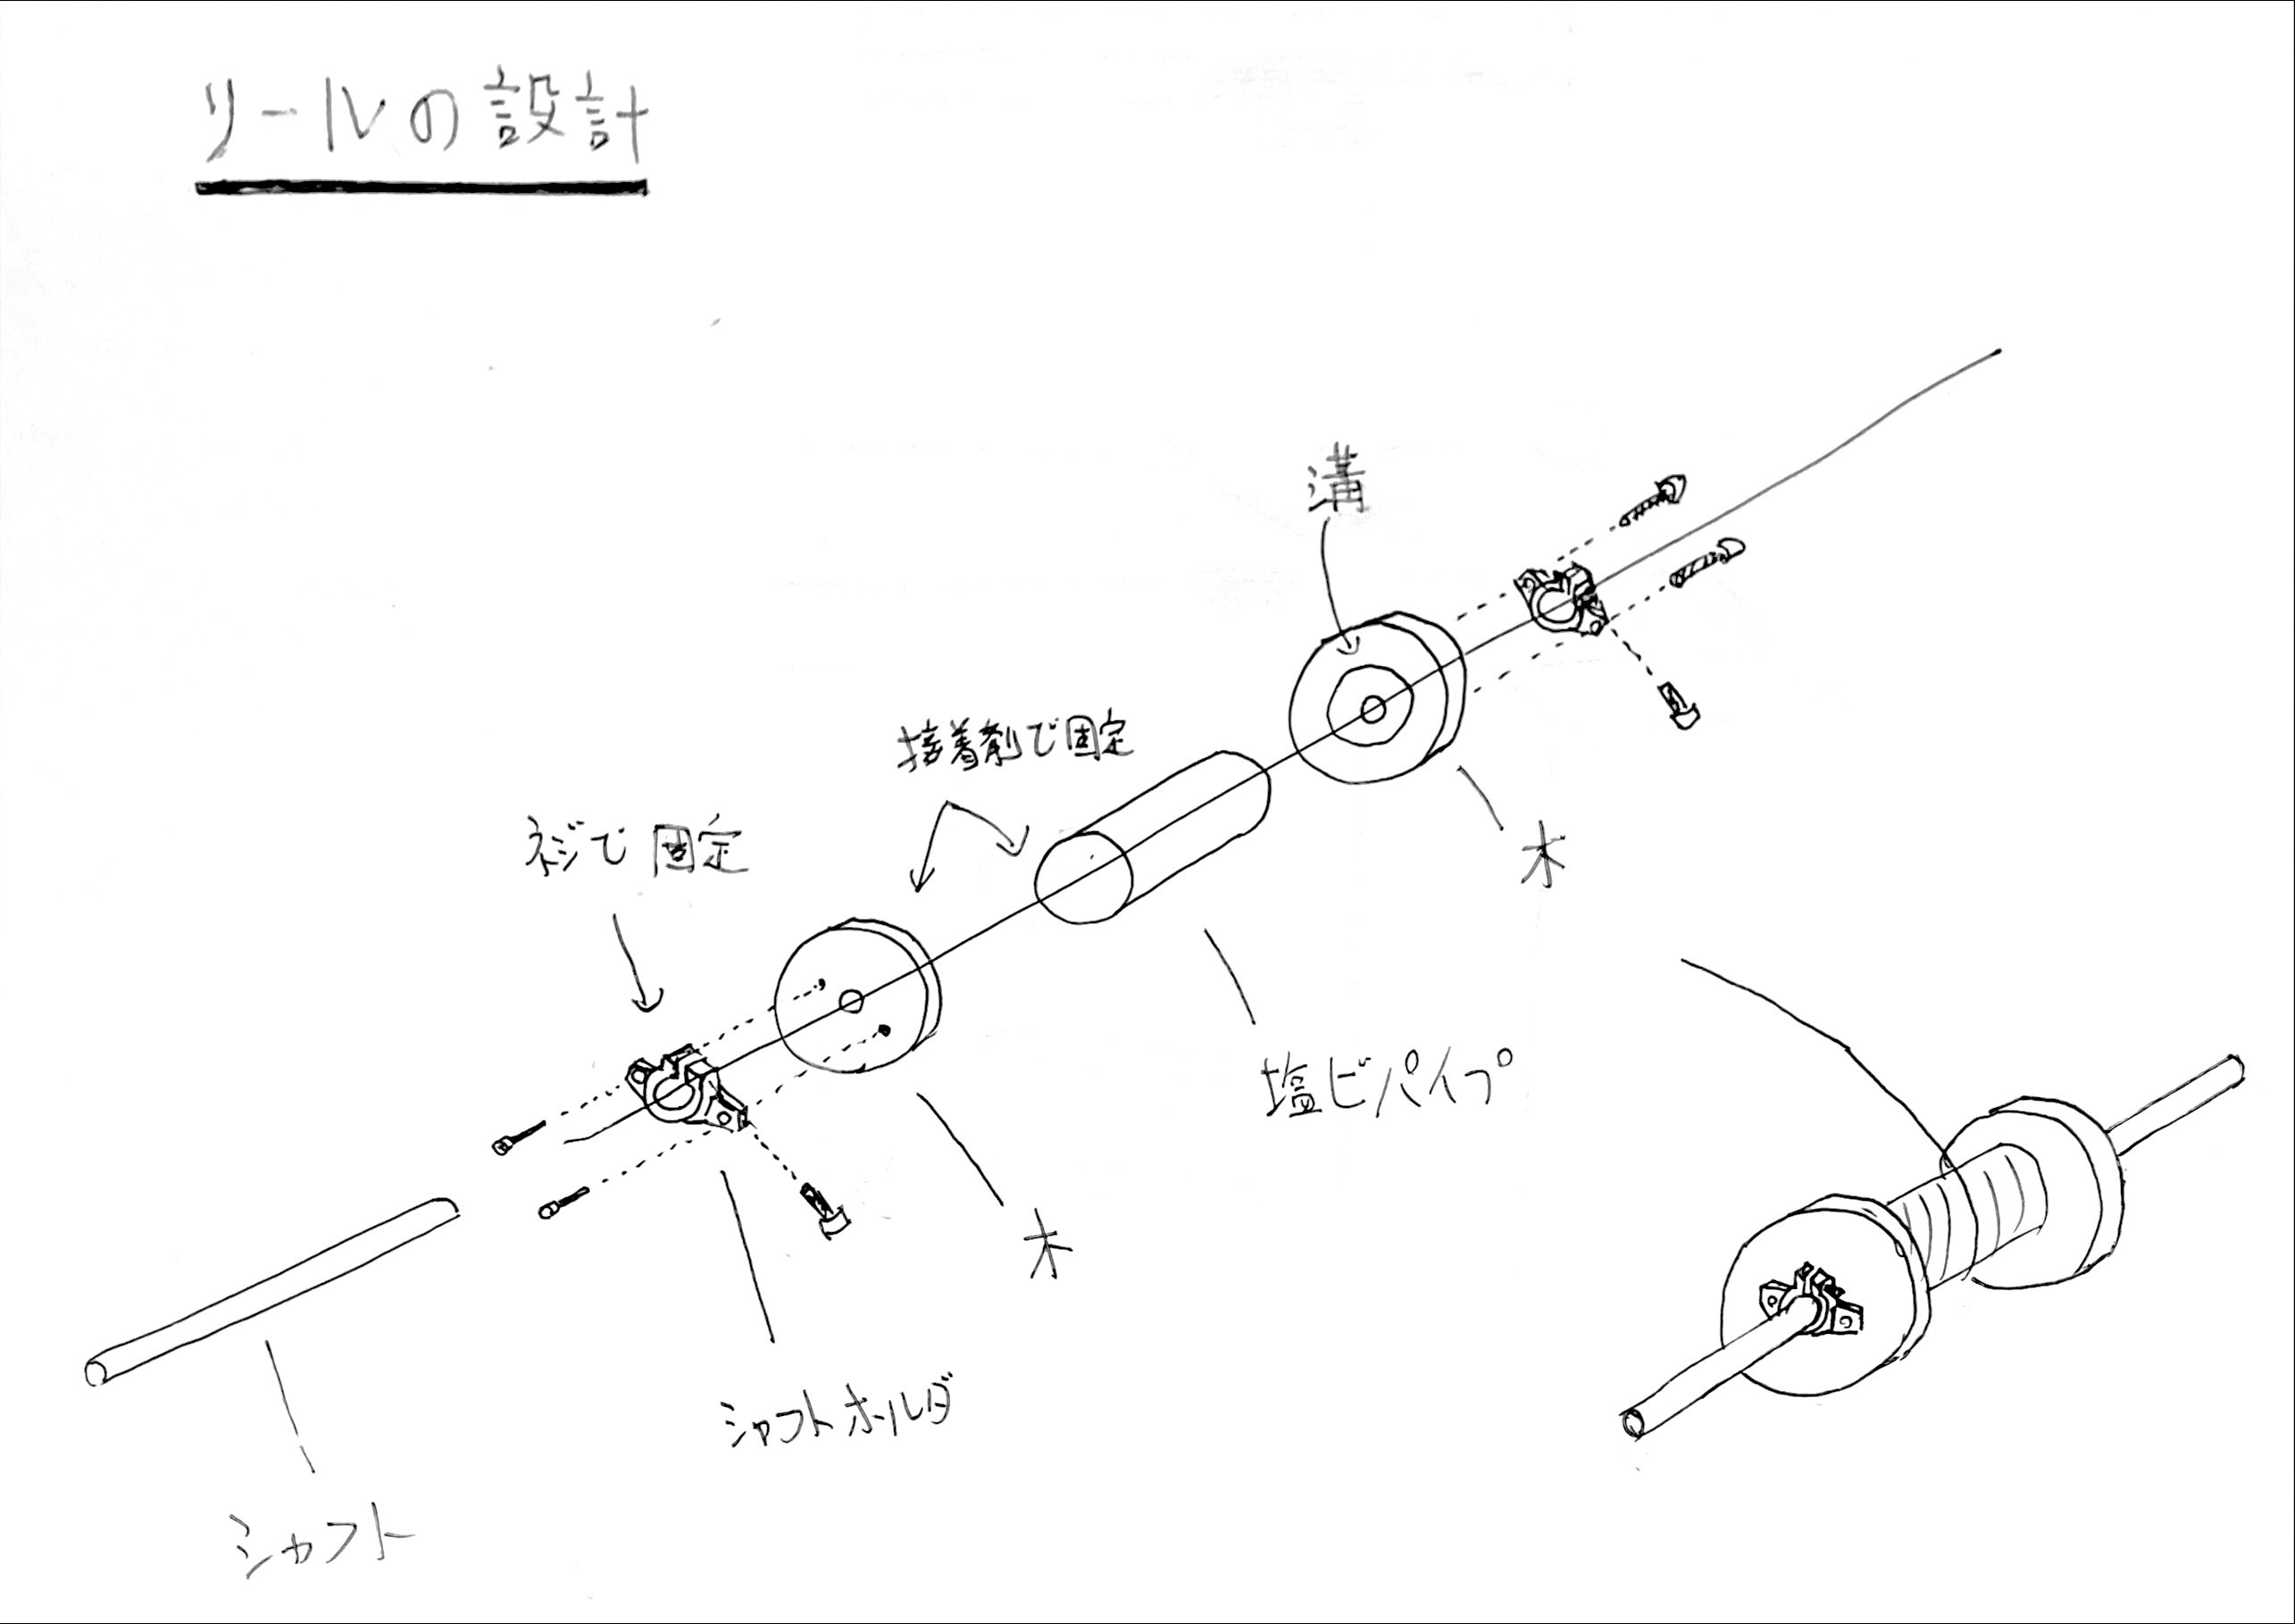 リールの設計
溝
接着剤で固定
ネジで固定
木
塩ビパイプ
木
シャフトホルダ
シャフト